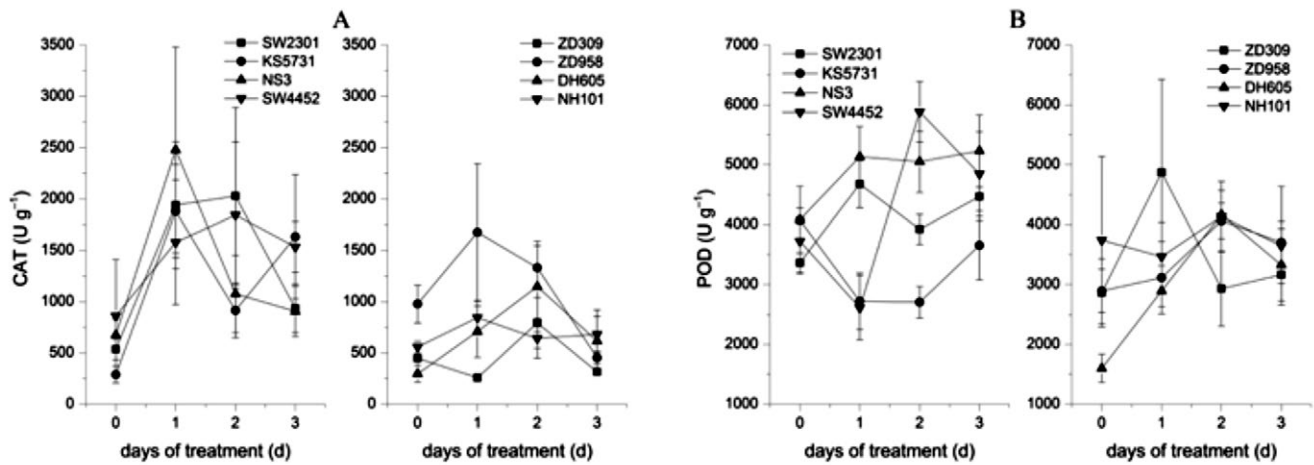 A
CAT (U g⁻¹)
3500
3000
2500
2000
1500
1000
500
0
SW2301
KS5731
NS3
SW4452
0 1 2 3
days of treatment (d)
3500
3000
2500
2000
1500
1000
500
0
ZD309
ZD958
DH605
NH101
0 1 2 3
days of treatment (d)
B
POD (U g⁻¹)
7000
6000
5000
4000
3000
2000
1000
SW2301
KS5731
NS3
SW4452
0 1 2 3
days of treatment (d)
7000
6000
5000
4000
3000
2000
1000
ZD309
ZD958
DH605
NH101
0 1 2 3
days of treatment (d)